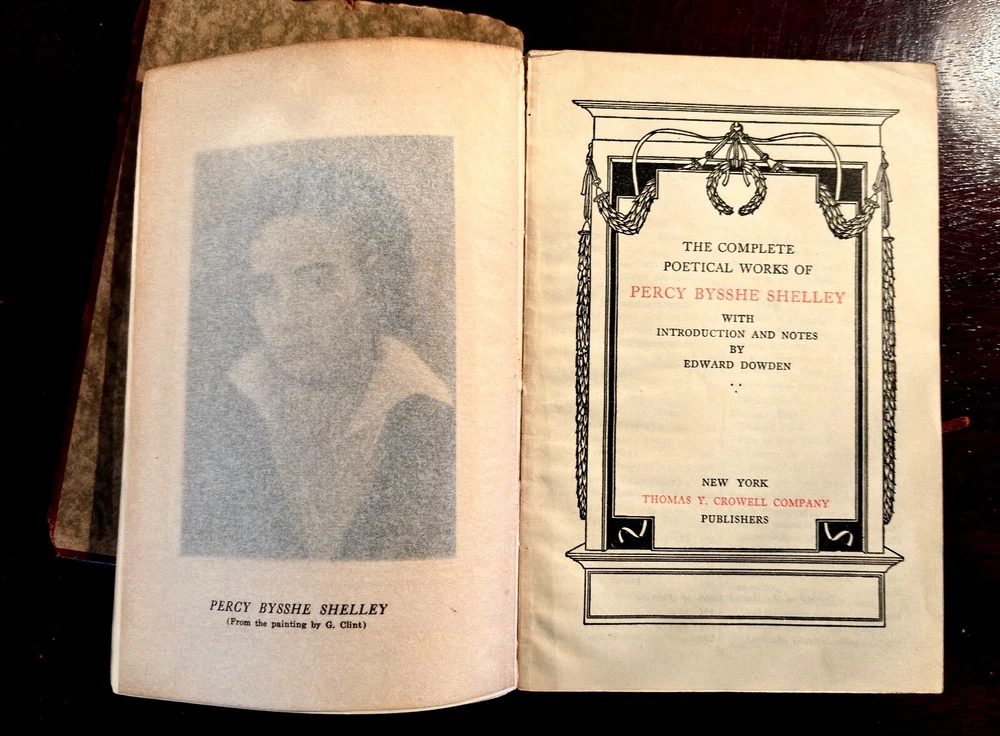 PERCY BYSSHE SHELLEY
(From the painting by G. Clint)
THE COMPLETE
POETICAL WORKS OF
PERCY BYSSHE SHELLEY
WITH
INTRODUCTION AND NOTES
BY
EDWARD DOWDEN
NEW YORK
THOMAS Y. CROWELL COMPANY
PUBLISHERS